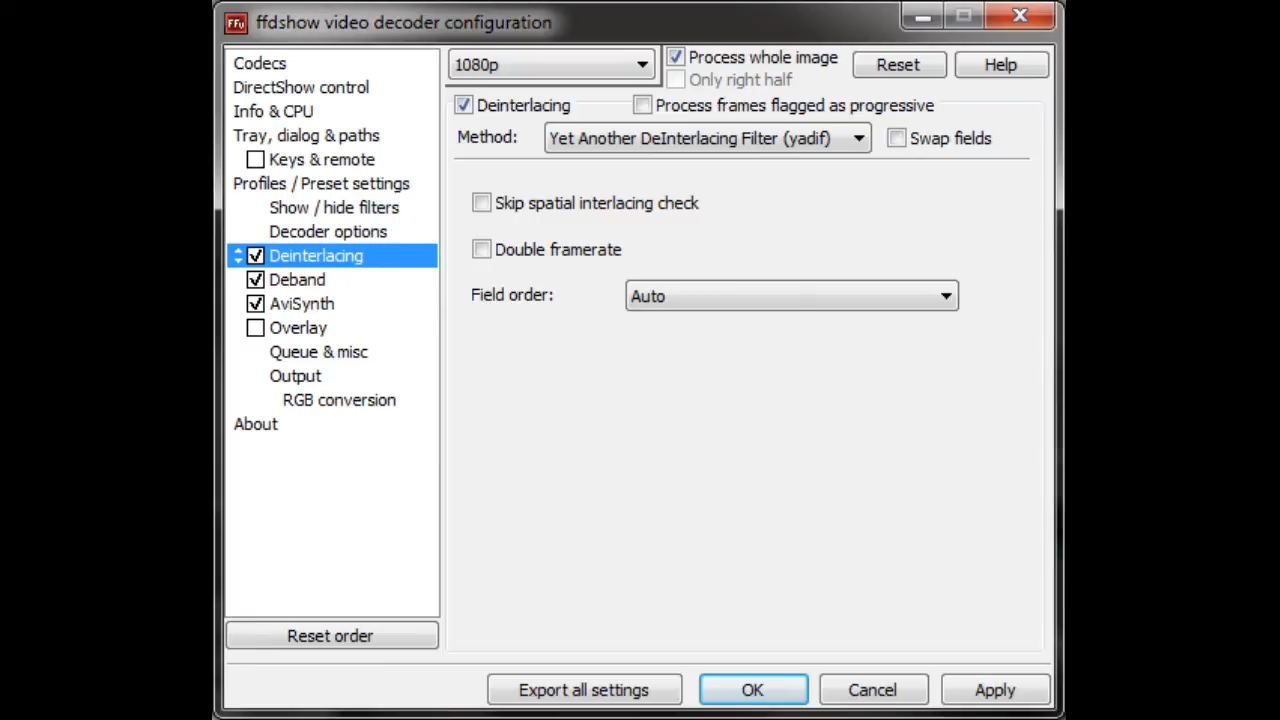 FFv ffdshow video decoder configuration
Codecs
DirectShow control
Info & CPU
Tray, dialog & paths
Keys & remote
Profiles / Preset settings
Show / hide filters
Decoder options
Deinterlacing
Deband
AviSynth
Overlay
Queue & misc
Output
RGB conversion
About
Reset order
1080p
Process whole image
Only right half
Reset
Help
Deinterlacing
Process frames flagged as progressive
Method:
Yet Another DeInterlacing Filter (yadif)
Swap fields
Skip spatial interlacing check
Double framerate
Field order:
Auto
Export all settings
OK
Cancel
Apply